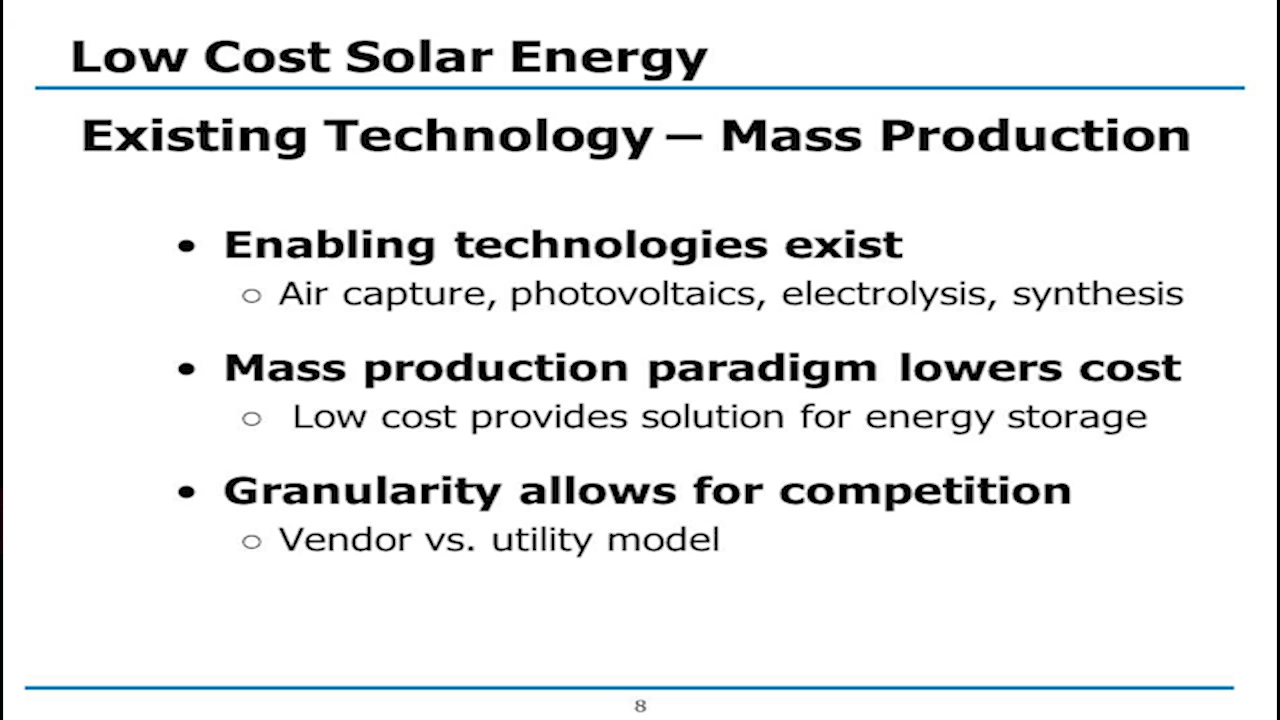 Low Cost Solar Energy
Existing Technology – Mass Production
• Enabling technologies exist
○ Air capture, photovoltaics, electrolysis, synthesis
• Mass production paradigm lowers cost
○ Low cost provides solution for energy storage
• Granularity allows for competition
○ Vendor vs. utility model
8